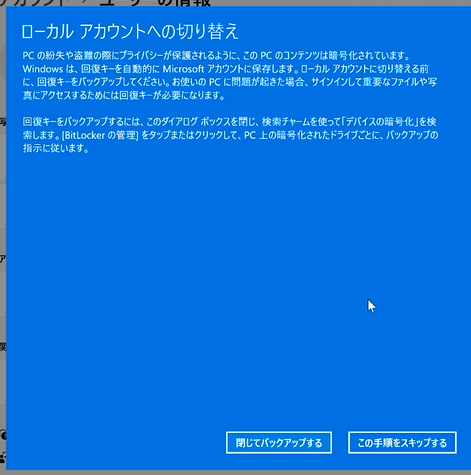 ユーザーの情報
ローカル アカウントへの切り替え
PC の紛失や盗難の際にプライバシーが保護されるように、この PC のコンテンツは暗号化されています。
Windows は、回復キーを自動的に Microsoft アカウントに保存します。ローカル アカウントに切り替える前
に、回復キーをバックアップしてください。お使いの PC に問題が起きた場合、サインインして重要なファイルや写
真にアクセスするためには回復キーが必要になります。
回復キーをバックアップするには、このダイアログ ボックスを閉じ、検索チャームを使って「デバイスの暗号化」を検
索します。[BitLocker の管理] をタップまたはクリックして、PC 上の暗号化されたドライブごとに、バックアップの
指示に従います。
閉じてバックアップする
この手順をスキップする